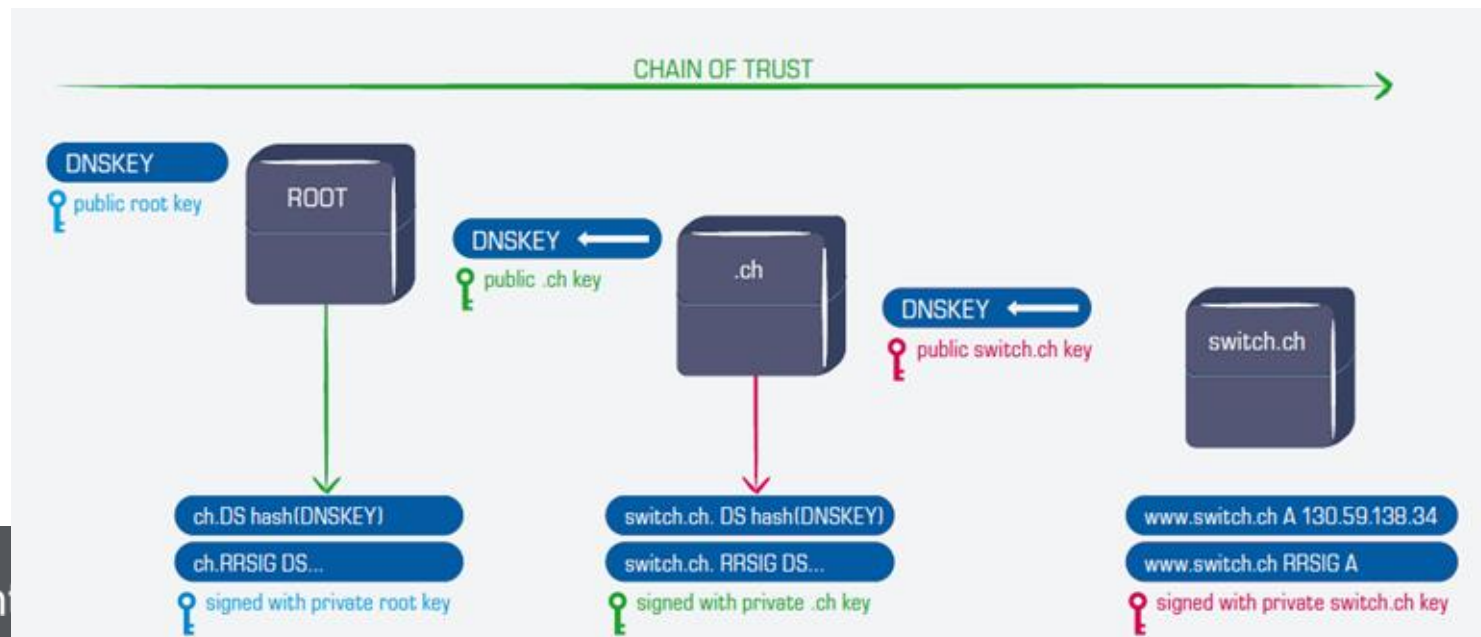 CHAIN OF TRUST
DNSKEY
public root key
ROOT
DNSKEY
public .ch key
.ch
DNSKEY
public switch.ch key
switch.ch
ch.DS hash(DNSKEY)
ch.RRSIG DS...
signed with private root key
switch.ch. DS hash(DNSKEY)
switch.ch. RRSIG DS...
signed with private .ch key
www.switch.ch A 130.59.138.34
www.switch.ch RRSIG A
signed with private switch.ch key